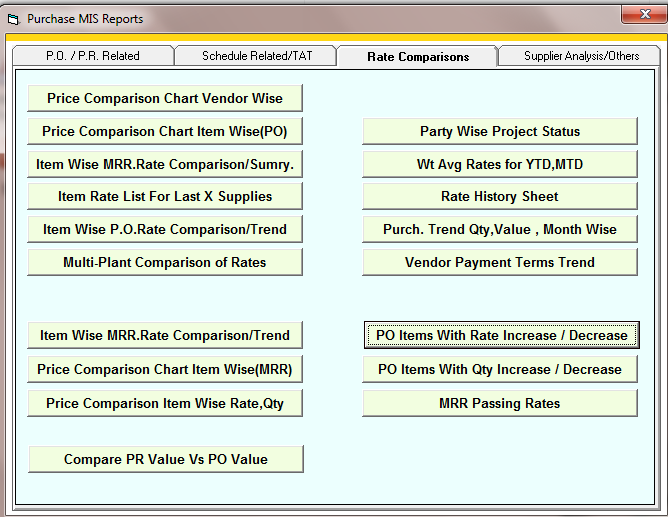 Purchase MIS Reports
P.O. / P.R. Related
Schedule Related/TAT
Rate Comparisons
Supplier Analysis/Others
Price Comparison Chart Vendor Wise
Price Comparison Chart Item Wise(PO)
Item Wise MRR.Rate Comparison/Sumry.
Item Rate List For Last X Supplies
Item Wise P.O.Rate Comparison/Trend
Multi-Plant Comparison of Rates
Item Wise MRR.Rate Comparison/Trend
Price Comparison Chart Item Wise(MRR)
Price Comparison Item Wise Rate,Qty
Compare PR Value Vs PO Value
Party Wise Project Status
Wt Avg Rates for YTD,MTD
Rate History Sheet
Purch. Trend Qty,Value , Month Wise
Vendor Payment Terms Trend
PO Items With Rate Increase / Decrease
PO Items With Qty Increase / Decrease
MRR Passing Rates